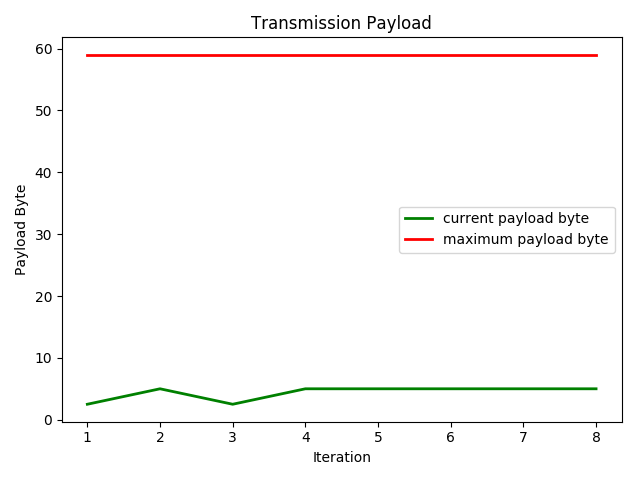 Transmission Payload
60
50
40
30
20
10
0
Payload Byte
current payload byte
maximum payload byte
1 2 3 4 5 6 7 8
Iteration